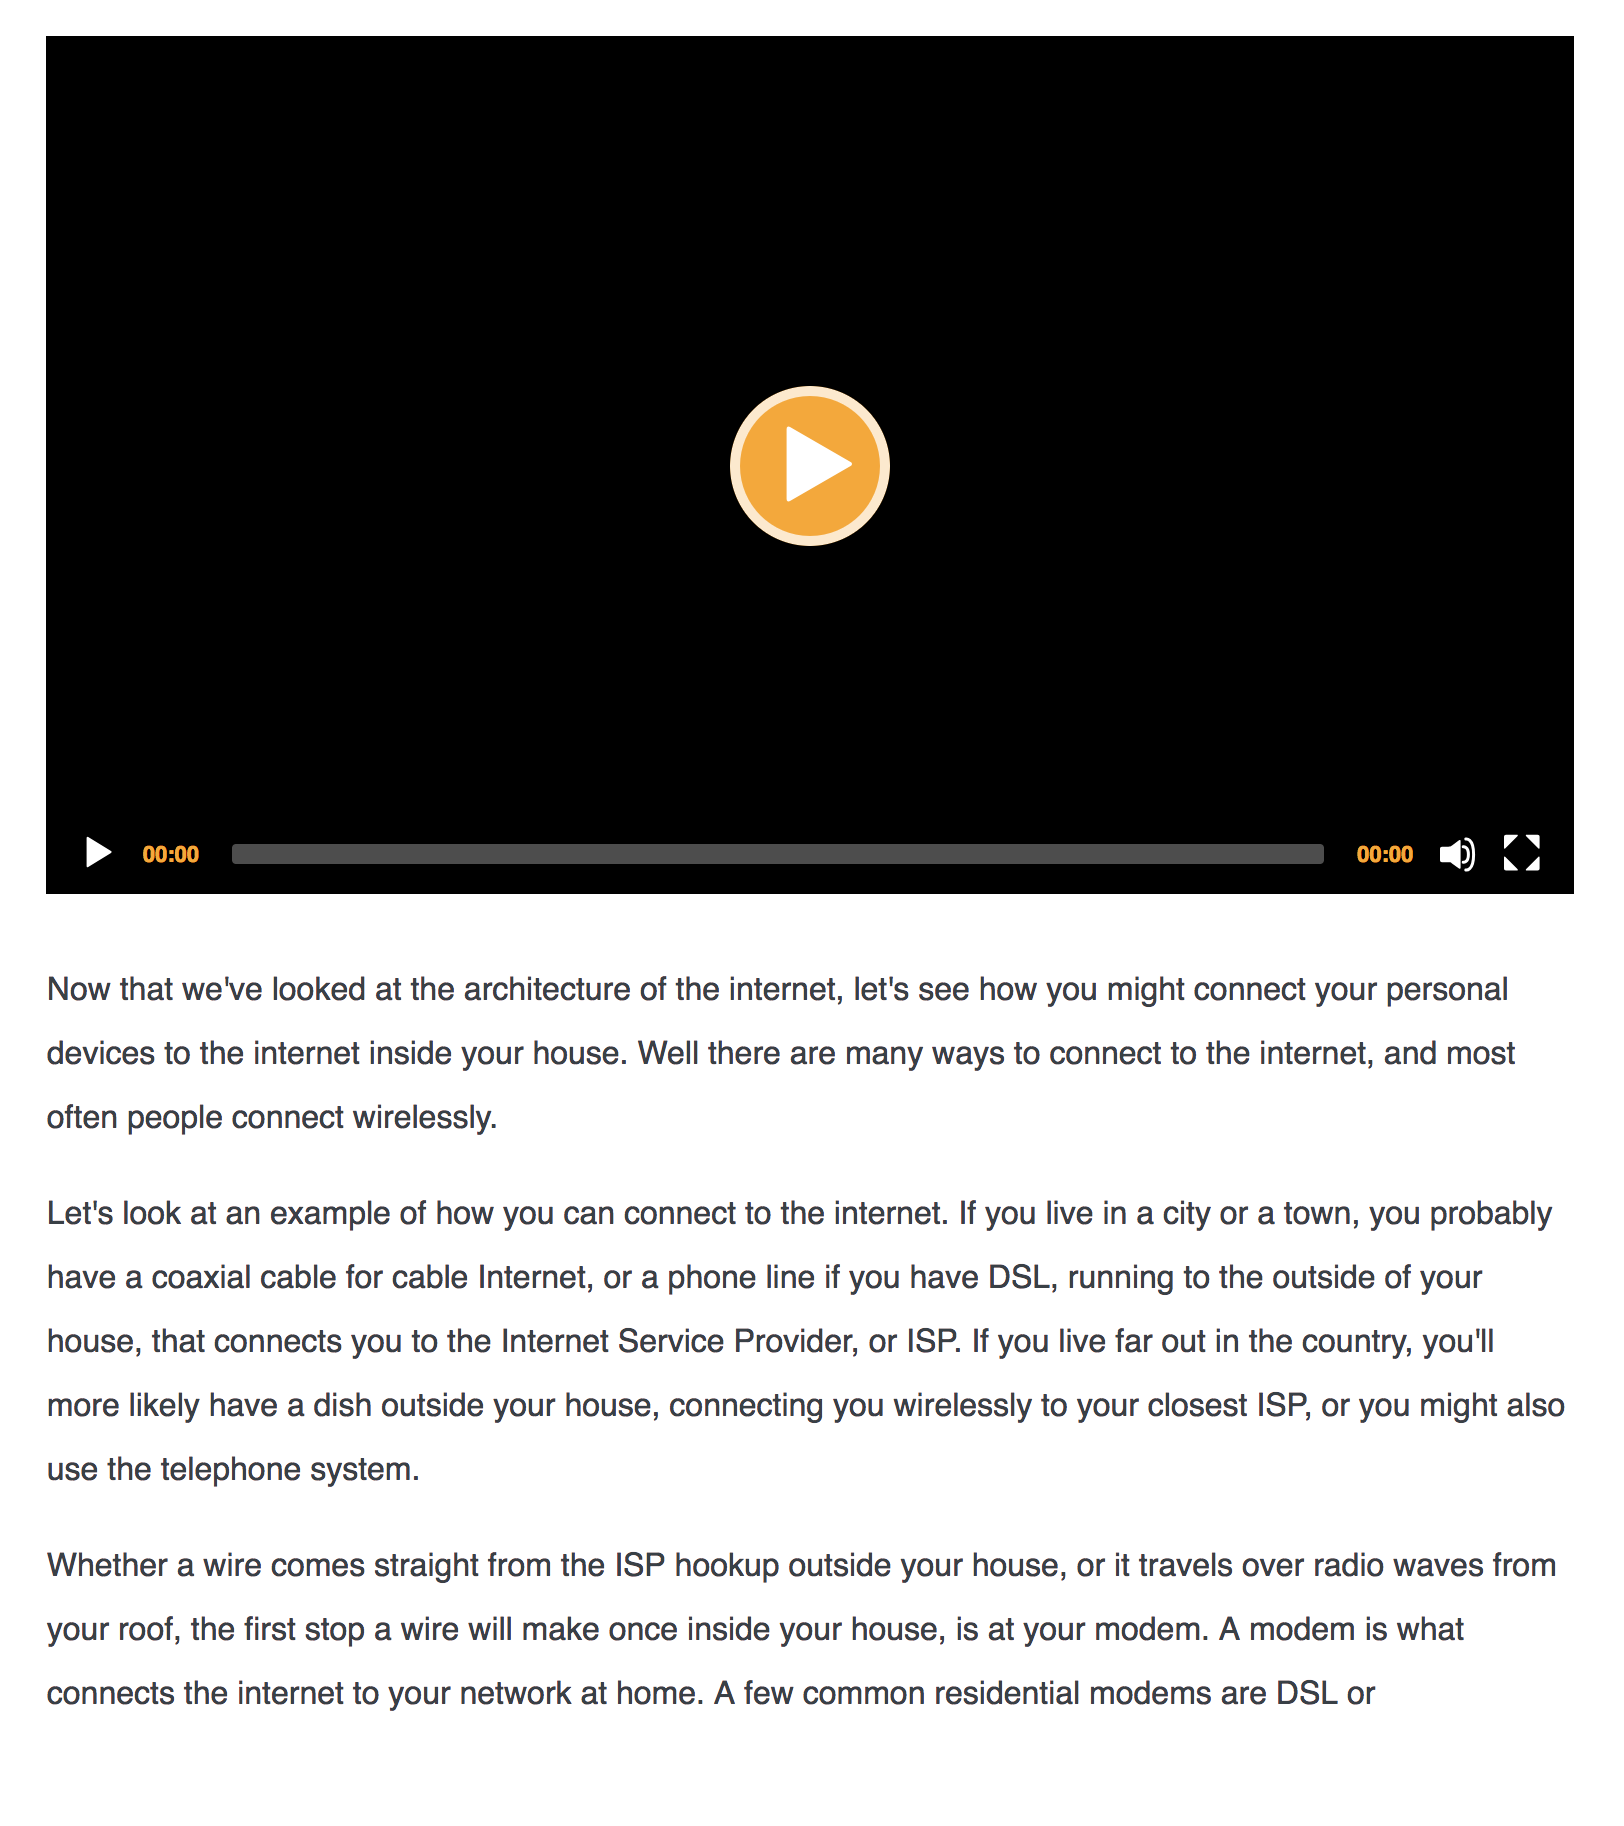 00:00 00:00
Now that we've looked at the architecture of the internet, let's see how you might connect your personal
devices to the internet inside your house. Well there are many ways to connect to the internet, and most
often people connect wirelessly.
Let's look at an example of how you can connect to the internet. If you live in a city or a town, you probably
have a coaxial cable for cable Internet, or a phone line if you have DSL, running to the outside of your
house, that connects you to the Internet Service Provider, or ISP. If you live far out in the country, you'll
more likely have a dish outside your house, connecting you wirelessly to your closest ISP, or you might also
use the telephone system.
Whether a wire comes straight from the ISP hookup outside your house, or it travels over radio waves from
your roof, the first stop a wire will make once inside your house, is at your modem. A modem is what
connects the internet to your network at home. A few common residential modems are DSL or